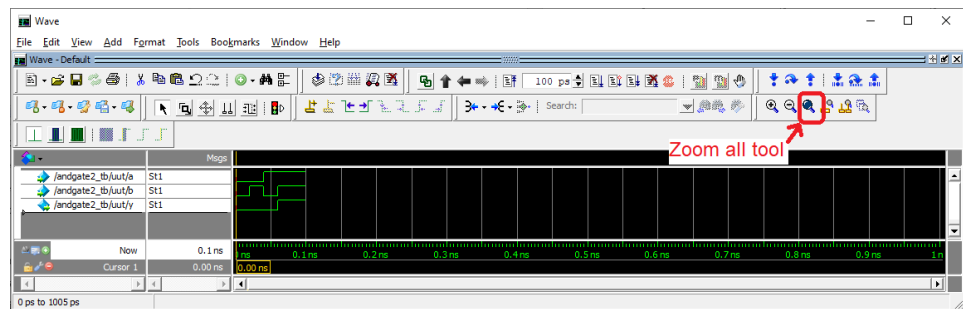 Wave
File Edit View Add Format Tools Bookmarks Window Help
Wave - Default
100 ps
Search:
Zoom all tool
Msgs
/andgate2_tb/uut/a St1
/andgate2_tb/uut/b St1
/andgate2_tb/uut/y St1
Now 0.1 ns
ns 0.1 ns 0.2 ns 0.3 ns 0.4 ns 0.5 ns 0.6 ns 0.7 ns 0.8 ns 0.9 ns 1 n
Cursor 1 0.00 ns 0.00 ns
0 ps to 1005 ps